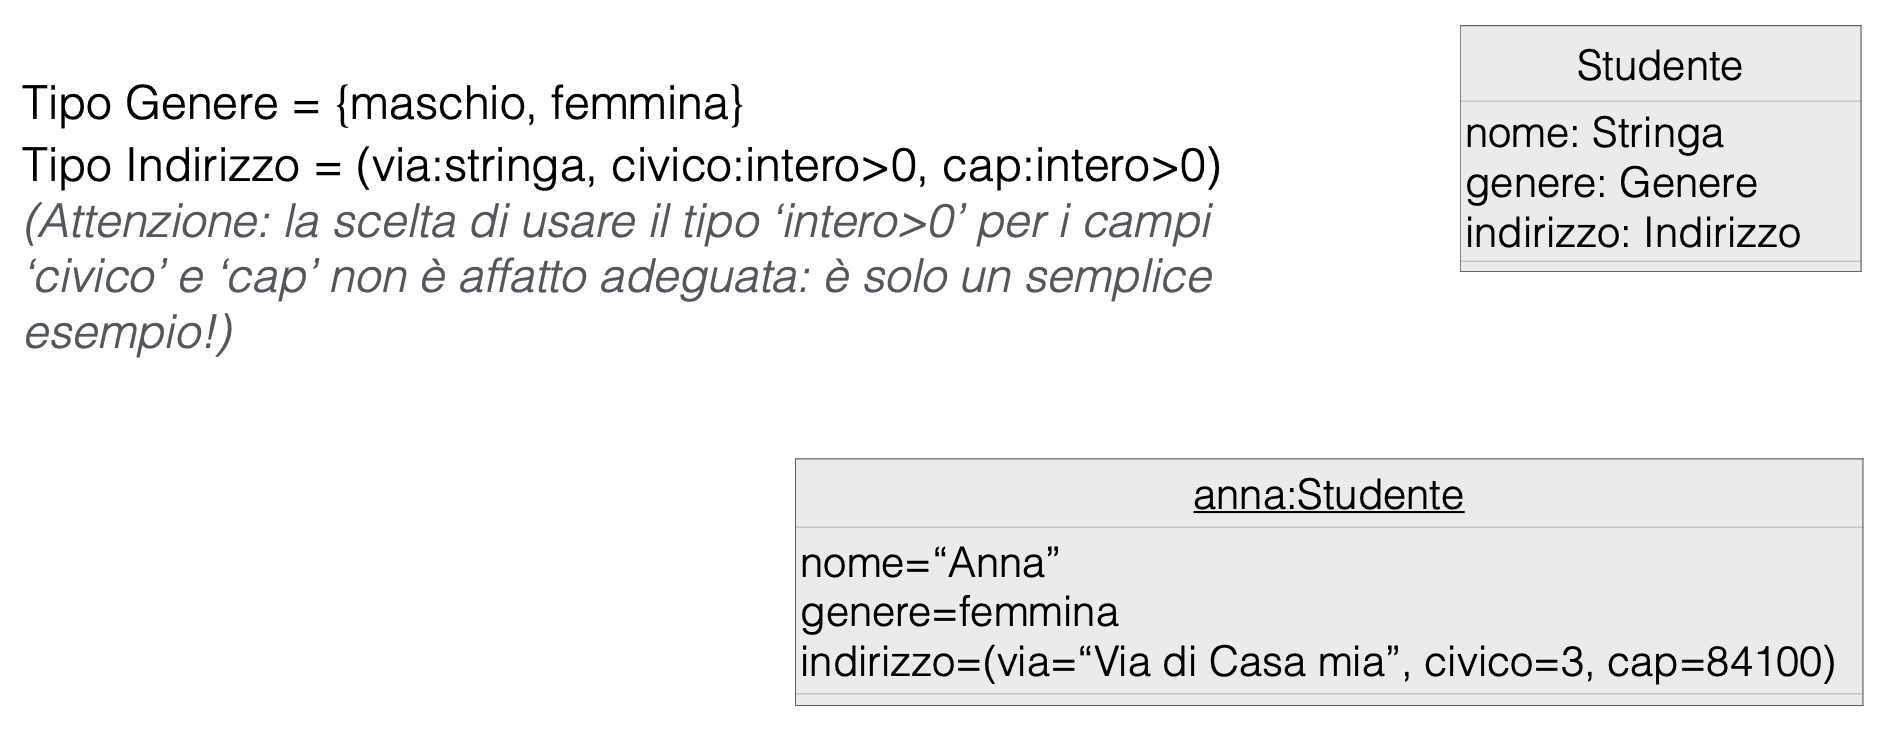 Tipo Genere = {maschio, femmina}
Tipo Indirizzo = (via:stringa, civico:intero>0, cap:intero>0)
(Attenzione: la scelta di usare il tipo ‘intero>0’ per i campi
‘civico’ e ‘cap’ non è affatto adeguata: è solo un semplice
esempio!)
Studente
nome: Stringa
genere: Genere
indirizzo: Indirizzo
anna:Studente
nome=“Anna”
genere=femmina
indirizzo=(via=“Via di Casa mia”, civico=3, cap=84100)